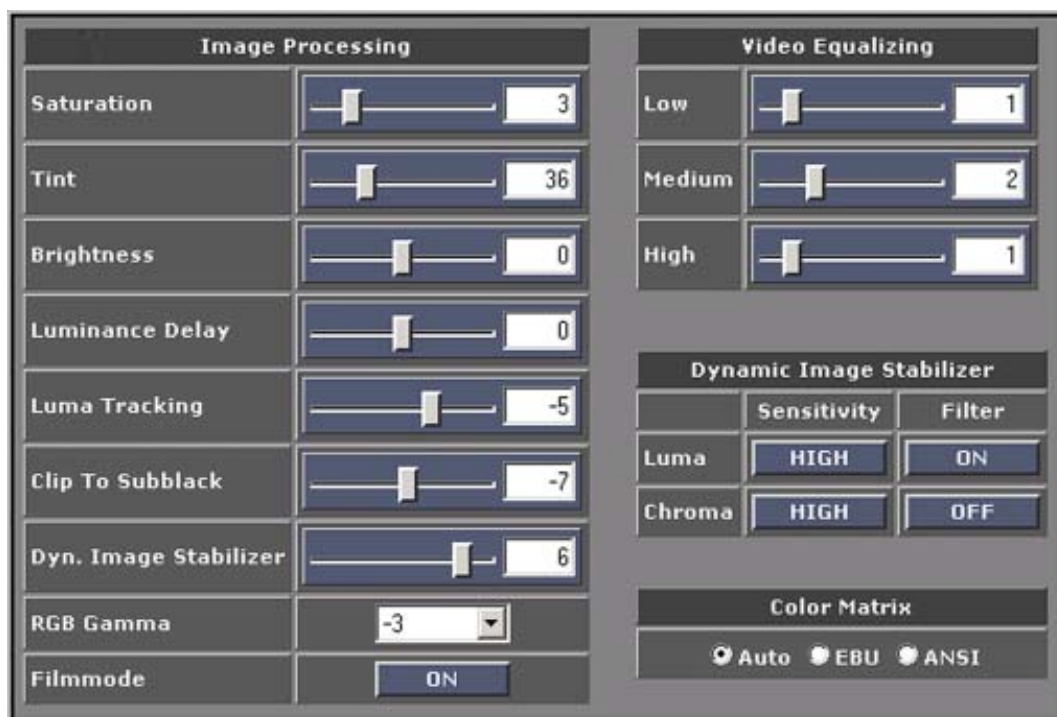 Image Processing
Saturation 3
Tint 36
Brightness 0
Luminance Delay 0
Luma Tracking -5
Clip To Subblack -7
Dyn. Image Stabilizer 6
RGB Gamma -3
Filmmode ON
Video Equalizing
Low 1
Medium 2
High 1
Dynamic Image Stabilizer
Sensitivity Filter
Luma HIGH ON
Chroma HIGH OFF
Color Matrix
Auto EBU ANSI